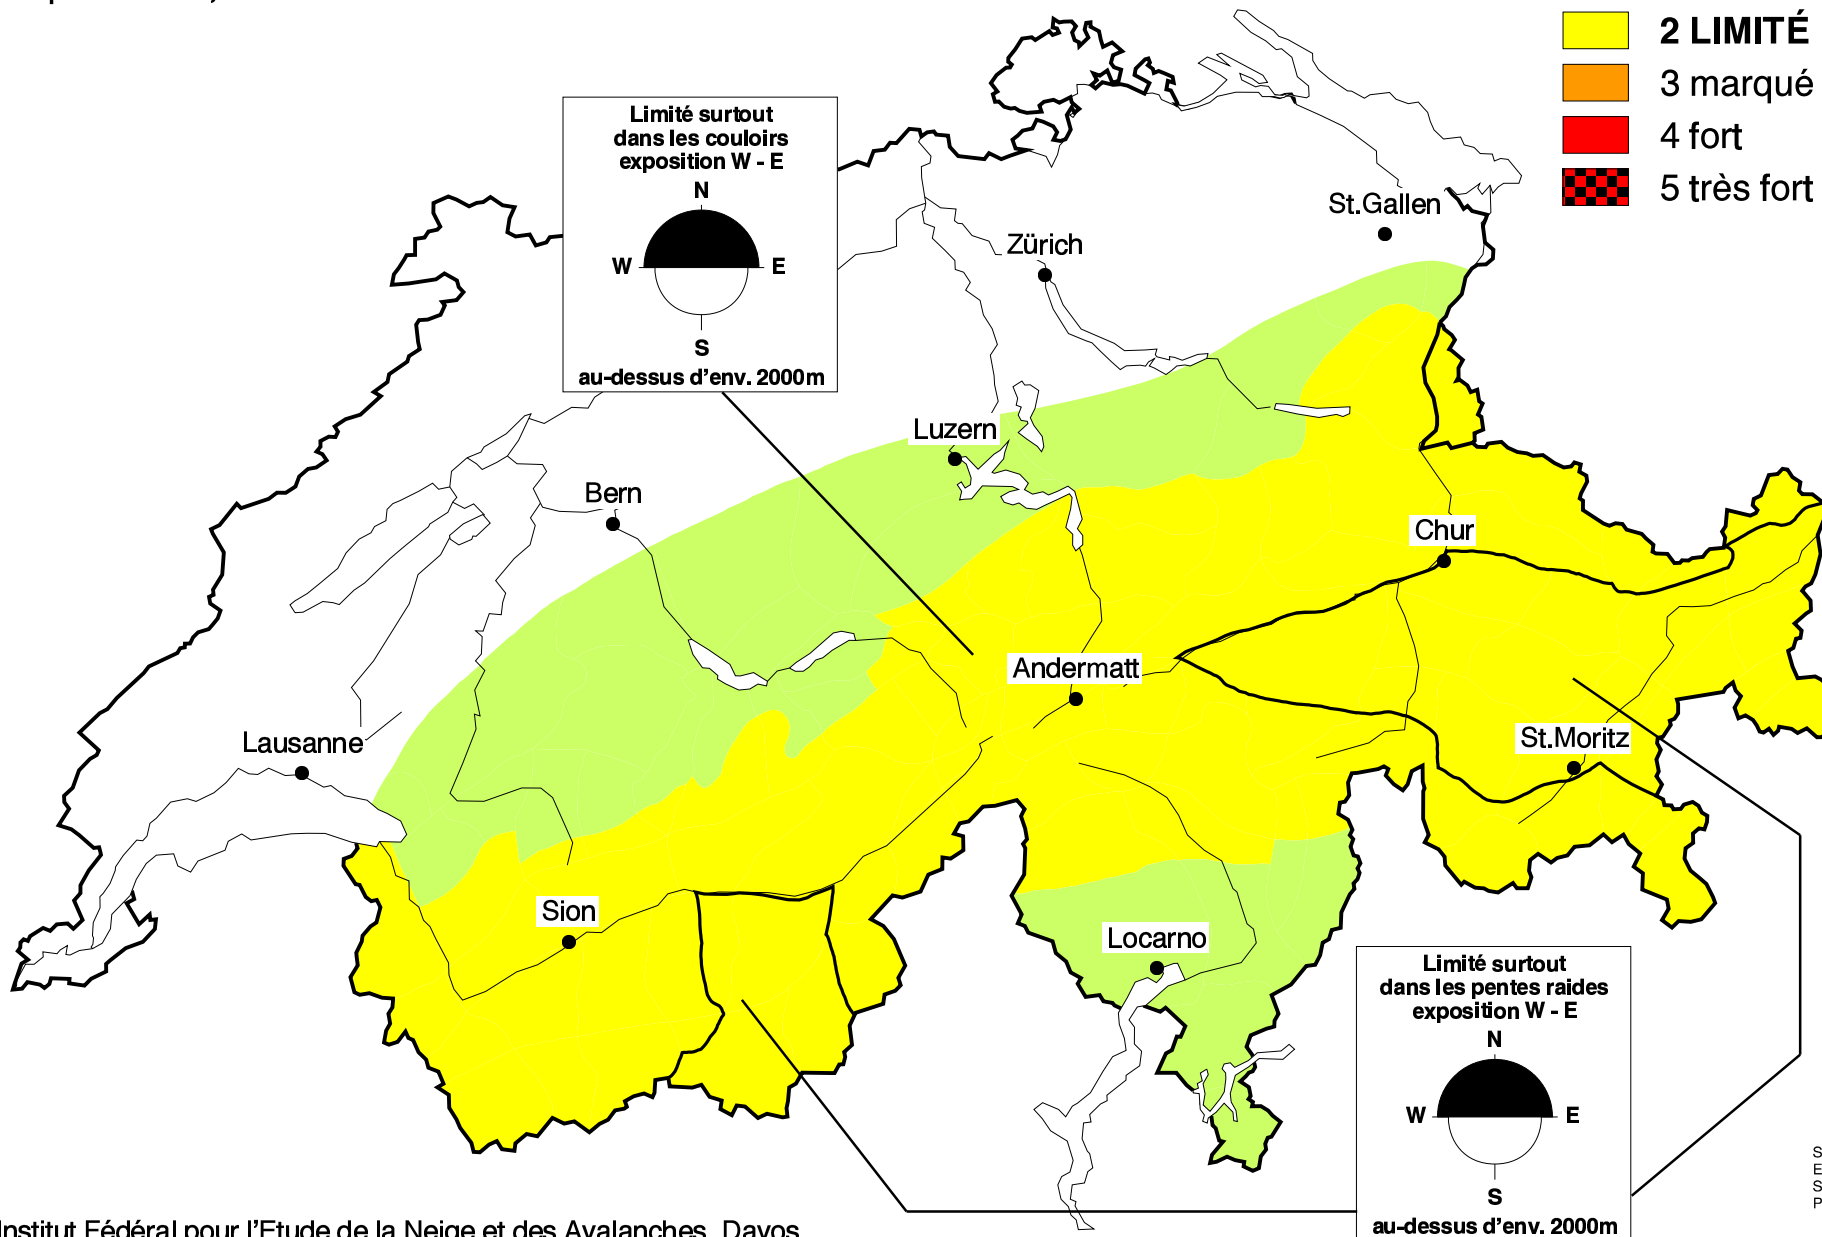 2 LIMITÉ
3 marqué
4 fort
5 très fort
Limité surtout
dans les couloirs
exposition W - E
N
W E
S
au-dessus d'env. 2000m
St.Gallen
Zürich
Luzern
Bern
Chur
Andermatt
Lausanne
St.Moritz
Sion
Locarno
Limité surtout
dans les pentes raides
exposition W - E
N
W E
S
au-dessus d'env. 2000m
S
E
S
P
Institut Fédéral pour l'Etude de la Neige et des Avalanches, Davos